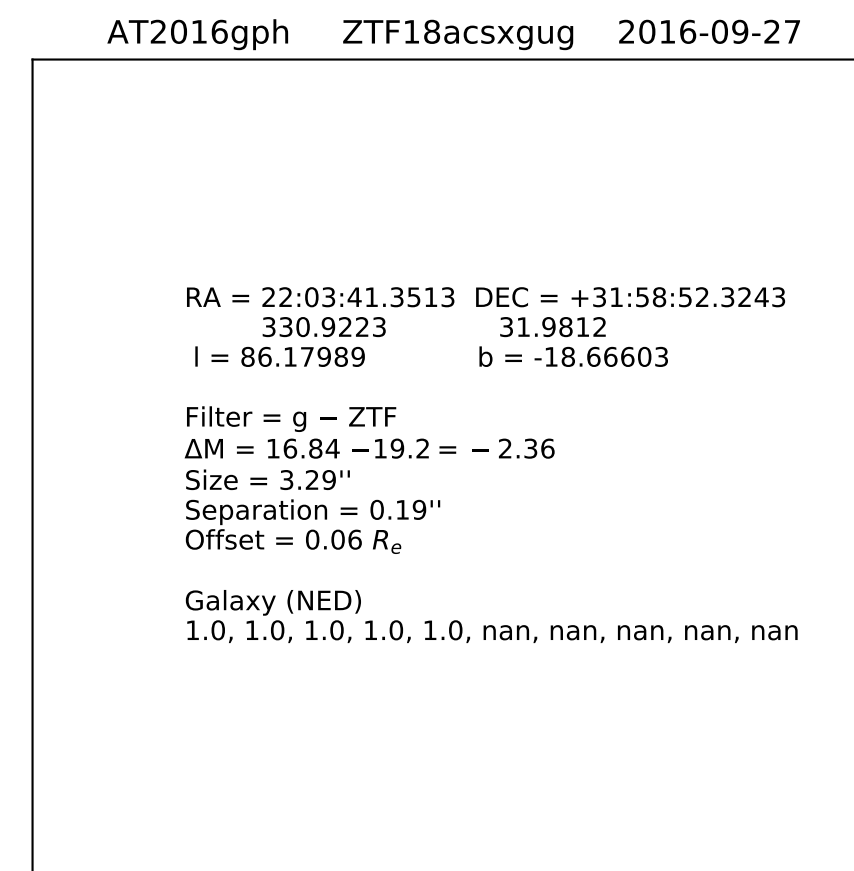 AT2016gph ZTF18acsxgug 2016-09-27
RA = 22:03:41.3513 DEC = +31:58:52.3243
330.9223 31.9812
l = 86.17989 b = -18.66603
Filter = g − ZTF
ΔM = 16.84 −19.2 = − 2.36
Size = 3.29''
Separation = 0.19''
Offset = 0.06 Re
Galaxy (NED)
1.0, 1.0, 1.0, 1.0, 1.0, nan, nan, nan, nan, nan